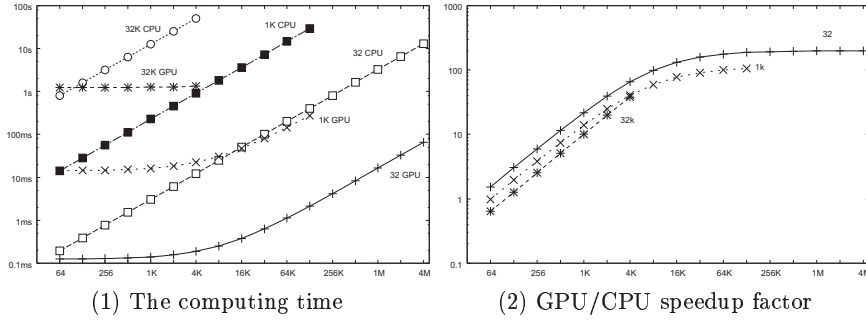 100s
10s
1s
100ms
10ms
1ms
0.1ms
32K CPU
1K CPU
32 CPU
32K GPU
1K GPU
32 GPU
64 256 1K 4K 16K 64K 256K 1M 4M
(1) The computing time
1000
100
10
1
0.1
32
1k
32k
64 256 1K 4K 16K 64K 256K 1M 4M
(2) GPU/CPU speedup factor